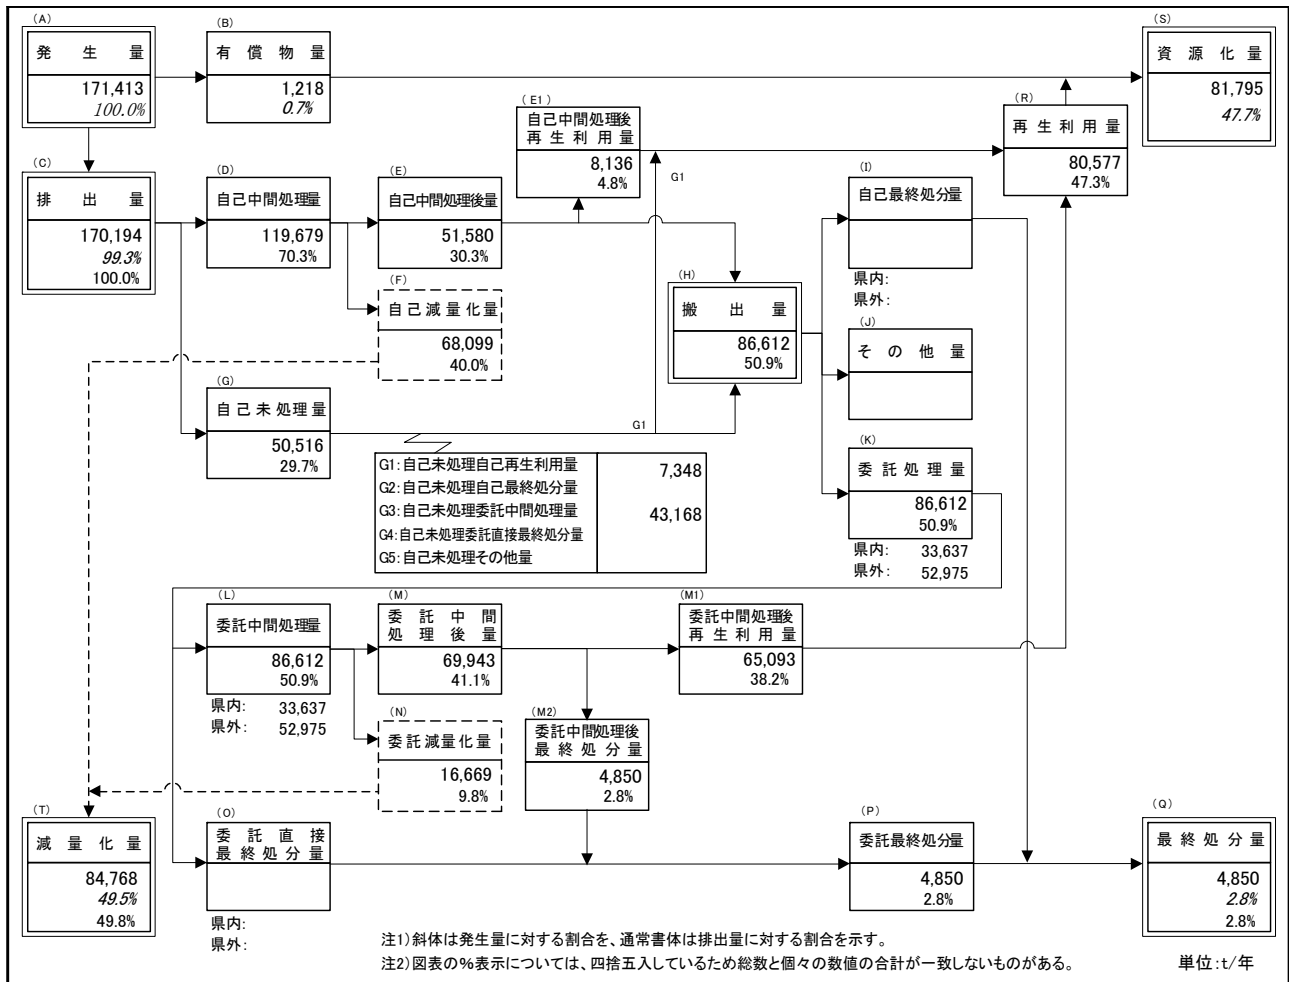 (A)
発生量
171,413
100.0%
(B)
有償物量
1,218
0.7%
(S)
資源化量
81,795
47.7%
(E1)
自己中間処理後
再生利用量
8,136
4.8%
G1
(R)
再生利用量
80,577
47.3%
(C)
排出量
170,194
99.3%
100.0%
(D)
自己中間処理量
119,679
70.3%
(E)
自己中間処理後量
51,580
30.3%
(F)
自己減量化量
68,099
40.0%
(G)
自己未処理量
50,516
29.7%
G1
G1:自己未処理自己再生利用量 7,348
G2:自己未処理自己最終処分量
G3:自己未処理委託中間処理量 43,168
G4:自己未処理委託直接最終処分量
G5:自己未処理その他量
(H)
搬出量
86,612
50.9%
(I)
自己最終処分量
県内:
県外:
(J)
その他量
(K)
委託処理量
86,612
50.9%
県内: 33,637
県外: 52,975
(L)
委託中間処理量
86,612
50.9%
県内: 33,637
県外: 52,975
(M)
委託中間
処理後量
69,943
41.1%
(M1)
委託中間処理後
再生利用量
65,093
38.2%
(N)
委託減量化量
16,669
9.8%
(M2)
委託中間処理後
最終処分量
4,850
2.8%
(T)
減量化量
84,768
49.5%
49.8%
(O)
委託直接
最終処分量
県内:
県外:
(P)
委託最終処分量
4,850
2.8%
(Q)
最終処分量
4,850
2.8%
2.8%
注1)斜体は発生量に対する割合を、通常書体は排出量に対する割合を示す。
注2)図表の%表示については、四捨五入しているため総数と個々の数値の合計が一致しないものがある。
単位:t/年